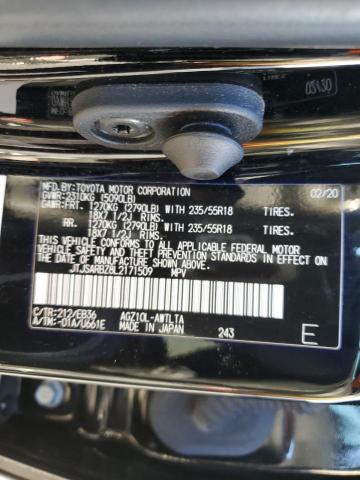 05130
MFD. BY:TOYOTA MOTOR CORPORATION 02/20
GVWR-2310KG (5090LB)
GAWR-FRT. 1270KG (2790LB) WITH 235/55R18 TIRES.
18X7 1/2J RIMS.
RR. 1270KG (2790LB) WITH 235/55R18 TIRES.
18X7 1/2J RIMS.
THIS VEHICLE CONFORMS TO ALL APPLICABLE FEDERAL MOTOR
VEHICLE SAFETY AND THEFT PREVENTION STANDARDS IN EFFECT ON
THE DATE OF MANUFACTURE SHOWN ABOVE.
JTJSARBZ8L2171509 MPV
C/TR:212/EB36 AGZ10L-AWTLTA
A/TM:-01A/U661E MADE IN JAPAN 243 E